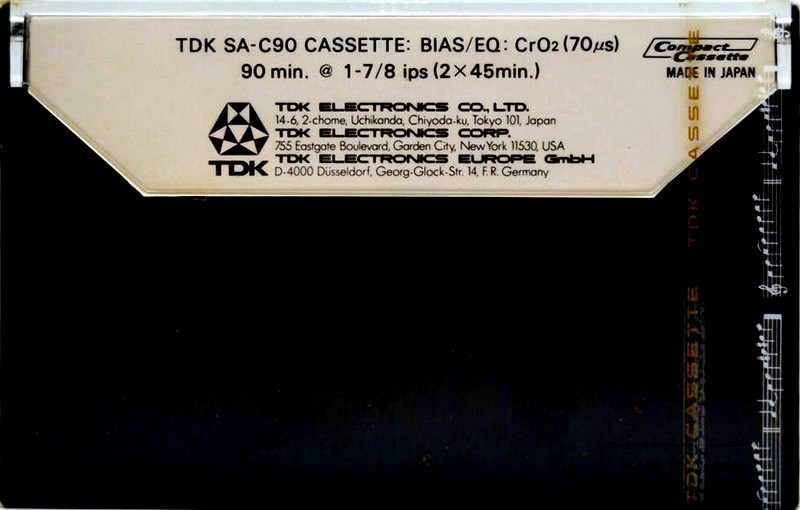 TDK SA-C90 CASSETTE: BIAS/EQ: CrO2 (70μs)
90 min. @ 1-7/8 ips (2×45min.)
Compact Cassette
MADE IN JAPAN
TDK
TDK ELECTRONICS CO., LTD.
14-6, 2-chome, Uchikanda, Chiyoda-ku, Tokyo 101, Japan
TDK ELECTRONICS CORP.
755 Eastgate Boulevard, Garden City, New York 11530, USA
TDK ELECTRONICS EUROPE GmbH
D-4000 Düsseldorf, Georg-Glock-Str. 14, F. R. Germany
TDK CASSETTE
TDK CASSETTE